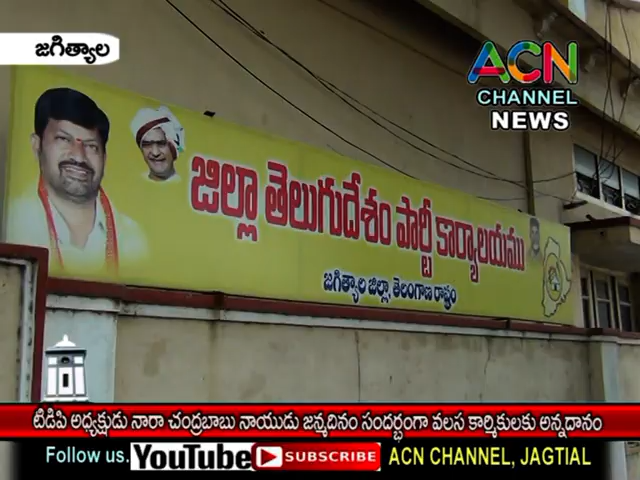 జగిత్యాల
ACN
CHANNEL
NEWS
జిల్లా తెలుగుదేశం పార్టీ కార్యాలయము
జగిత్యాల జిల్లా, తెలంగాణ రాష్ట్రం
టిడిపి అధ్యక్షుడు నారా చంద్రబాబు నాయుడు జన్మదినం సందర్భంగా వలస కార్మికులకు అన్నదానం
Follow us. YouTube SUBSCRIBE ACN CHANNEL, JAGTIAL